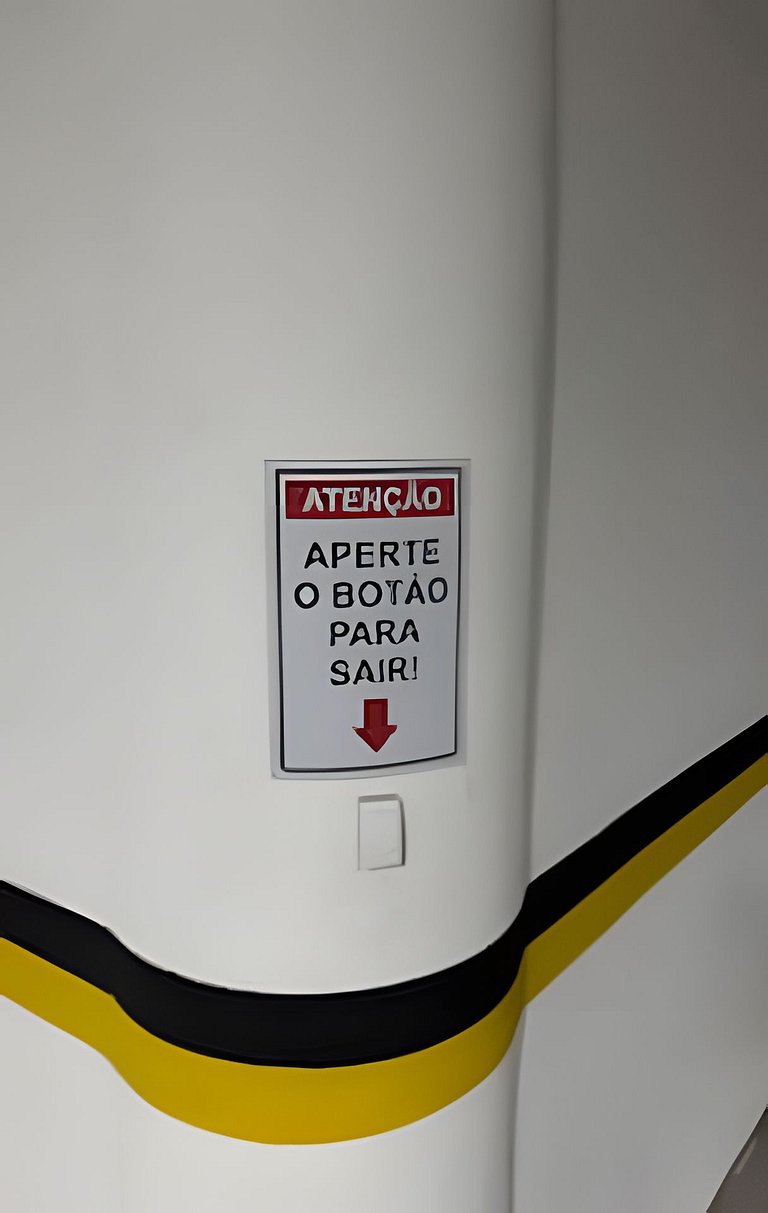 ATENÇÃO
APERTE
O BOTÃO
PARA
SAIR!